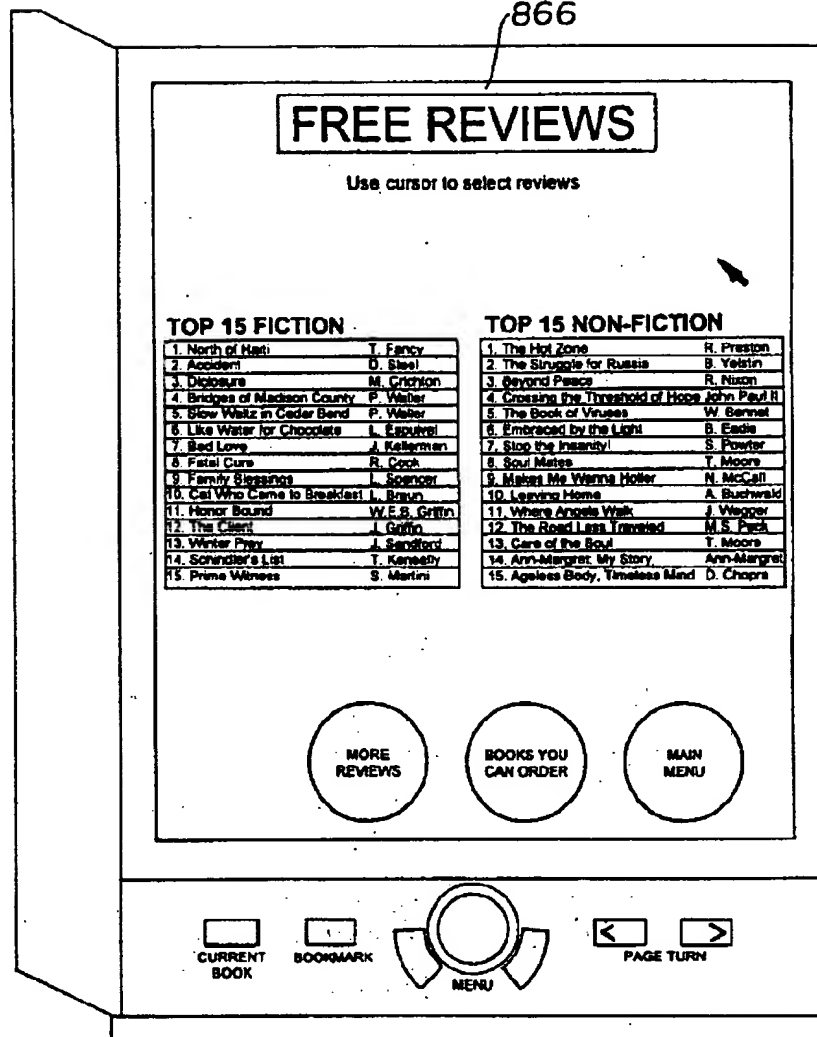 866
FREE REVIEWS
Use cursor to select reviews
TOP 15 FICTION
1. North of Haiti T. Fancy
2. Accident D. Steel
3. Diclosure M. Crichton
4. Bridges of Madison County P. Waller
5. Slow Waltz in Cedar Bend P. Waller
6. Like Water for Chocolate L. Esquivel
7. Bad Love J. Kellerman
8. Fatal Cure R. Cook
9. Family Blessings L. Spencer
10. Cat Who Came to Breakfast L. Braun
11. Honor Bound W.E.B. Griffin
12. The Client J. Griffin
13. Winter Prey J. Sandford
14. Schindler's List T. Keneally
15. Prime Witness S. Martini
TOP 15 NON-FICTION
1. The Hot Zone R. Preston
2. The Struggle for Russia B. Yelstin
3. Beyond Peace R. Nixon
4. Crossing the Threshold of Hope John Paul II
5. The Book of Viruses W. Bennet
6. Embraced by the Light B. Eadie
7. Stop the Insanity! S. Powter
8. Soul Mates T. Moore
9. Makes Me Wanna Holler N. McCall
10. Leaving Home A. Buchwald
11. Where Angels Walk J. Wagger
12. The Road Less Traveled M.S. Peck
13. Care of the Soul T. Moore
14. Ann-Margret: My Story Ann-Margret
15. Ageless Body, Timeless Mind D. Chopra
MORE REVIEWS
BOOKS YOU CAN ORDER
MAIN MENU
CURRENT BOOK
BOOKMARK
MENU
< >
PAGE TURN